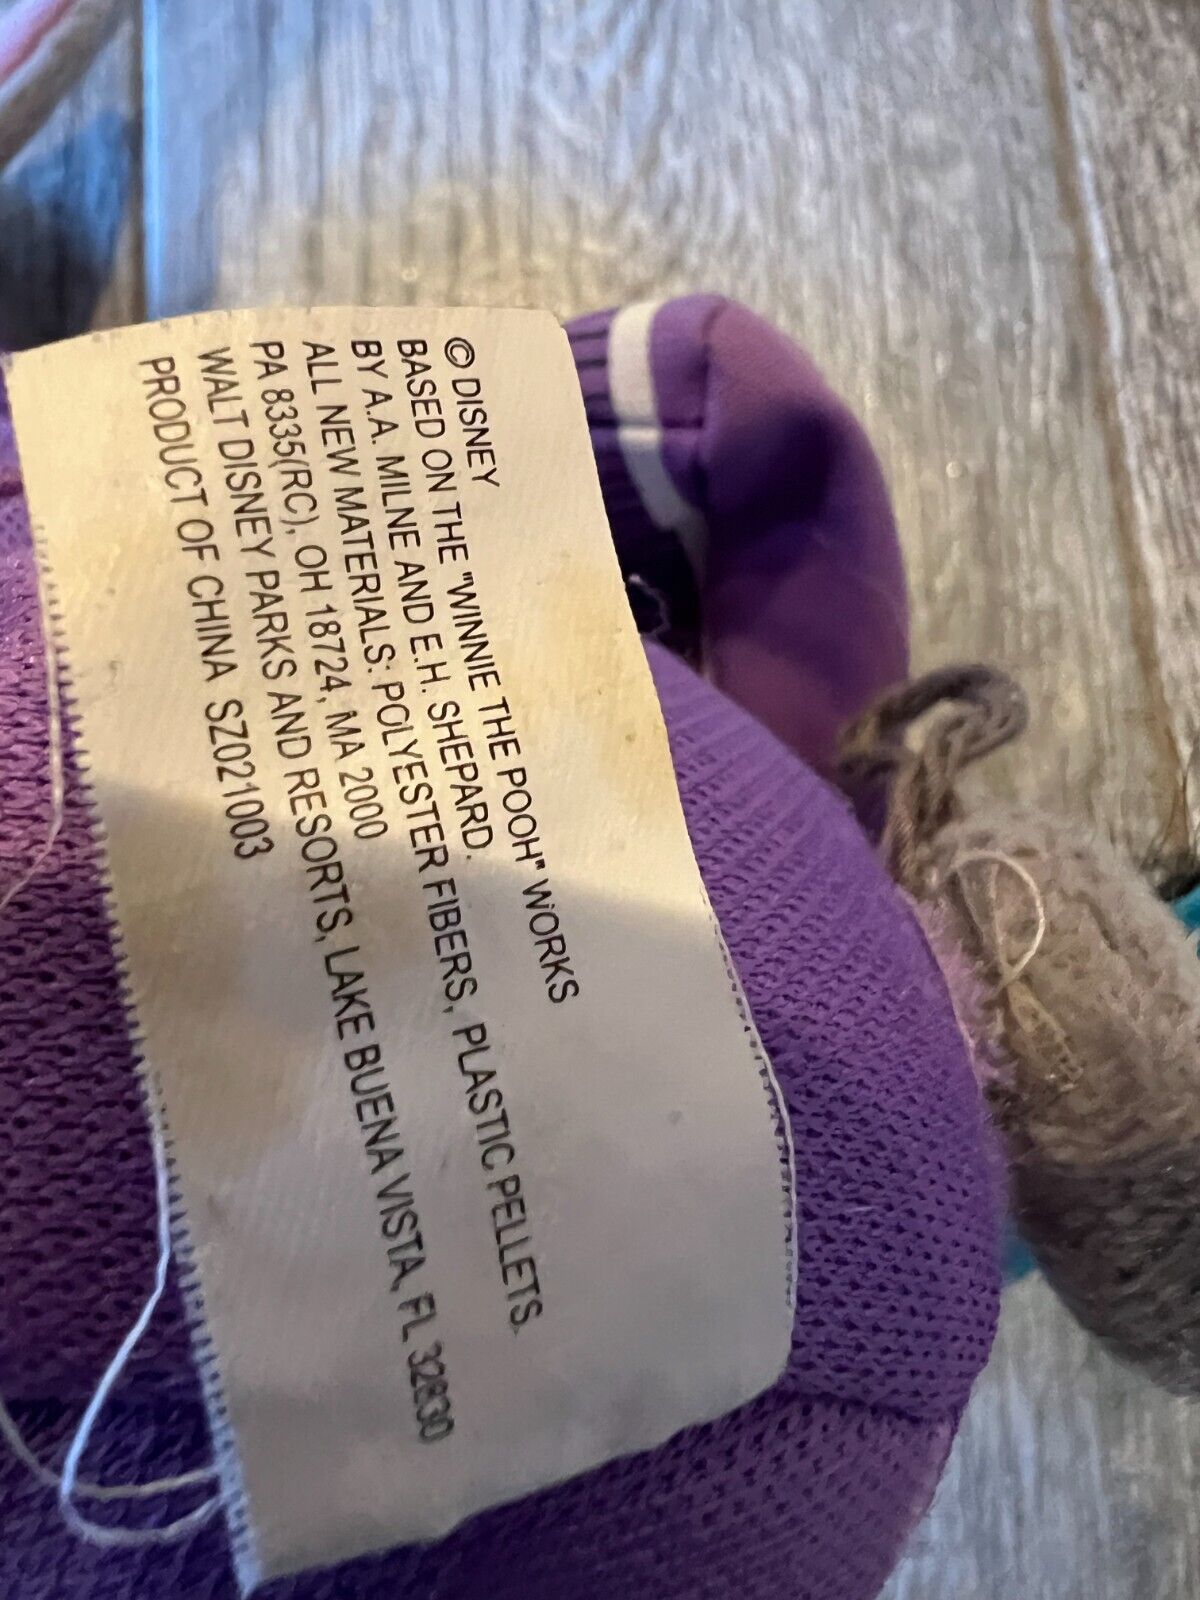 © DISNEY
BASED ON THE "WINNIE THE POOH" WORKS
BY A.A. MILNE AND E.H. SHEPARD.
ALL NEW MATERIALS: POLYESTER FIBERS, PLASTIC PELLETS.
PA 8335(RC), OH 18724, MA 2000
WALT DISNEY PARKS AND RESORTS, LAKE BUENA VISTA, FL 32830
PRODUCT OF CHINA SZ021003